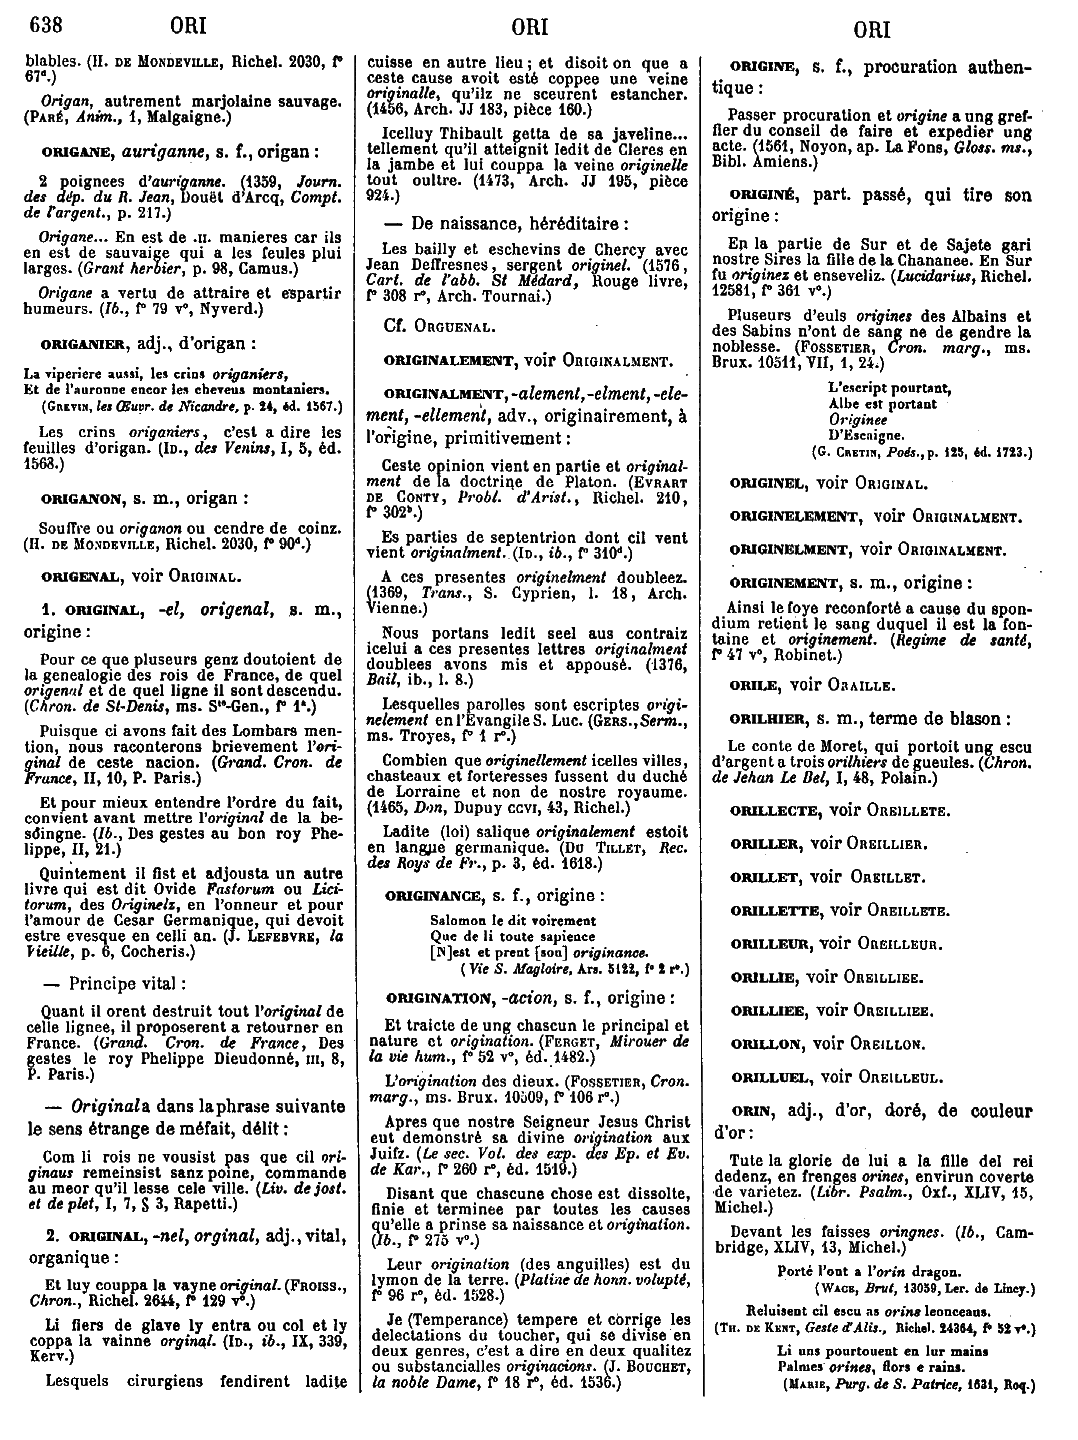 638 ORI ORI ORI
blables. (H. DE MONDEVILLE, Richel. 2030, f°
67ᵈ.)
Origan, autrement marjolaine sauvage.
(PARÉ, Anim., 1, Malgaigne.)
ORIGANE, auriganne, s. f., origan :
2 poignees d'auriganne. (1359, Journ.
des dép. du R. Jean, Douët d'Arcq, Compt.
de l'argent., p. 217.)
Origane... En est de .II. manieres car ils
en est de sauvaige qui a les feules plui
larges. (Grant herbier, p. 98, Camus.)
Origane a vertu de attraire et espartir
humeurs. (Ib., f° 79 v°, Nyverd.)
ORIGANIER, adj., d'origan :
La viperiere aussi, les crins origaniers,
Et de l'auronne encor les cheveus montaniers.
(GREVIN, les Œuvr. de Nicandre, p. 24, éd. 1567.)
Les crins origaniers, c'est a dire les
feuilles d'origan. (ID., des Venins, I, 5, éd.
1568.)
ORIGANON, s. m., origan :
Souffre ou origanon ou cendre de coinz.
(H. DE MONDEVILLE, Richel. 2030, f° 90ᵈ.)
ORIGENAL, voir ORIGINAL.
1. ORIGINAL, -el, origenal, s. m.,
origine :
Pour ce que pluseurs genz doutoient de
la genealogie des rois de France, de quel
origenal et de quel ligne il sont descendu.
(Chron. de St-Denis, ms. Sᵗᵉ-Gen., f° 1ᵃ.)
Puisque ci avons fait des Lombars men-
tion, nous raconterons brievement l'ori-
ginal de ceste nacion. (Grand. Cron. de
France, II, 10, P. Paris.)
Et pour mieux entendre l'ordre du fait,
convient avant mettre l'original de la be-
sóingne. (Ib., Des gestes au bon roy Phe-
lippe, II, 21.)
Quintement il fist et adjousta un autre
livre qui est dit Ovide Fastorum ou Lici-
torum, des Originelz, en l'onneur et pour
l'amour de Cesar Germanique, qui devoit
estre evesque en celli an. (J. LEFEBVRE, la
Vieille, p. 6, Cocheris.)
— Principe vital :
Quant il orent destruit tout l'original de
celle lignee, il proposerent a retourner en
France. (Grand. Cron. de France, Des
gestes le roy Phelippe Dieudonné, III, 8,
P. Paris.)
— Original a dans la phrase suivante
le sens étrange de méfait, délit :
Com li rois ne vousist pas que cil ori-
ginaus remeinsist sanz poine, commande
au meor qu'il lesse cele ville. (Liv. de jost.
et de plet, I, 7, § 3, Rapetti.)
2. ORIGINAL, -nel, orginal, adj., vital,
organique :
Et luy couppa la vayne original. (FROISS.,
Chron., Richel. 2644, f° 129 v°.)
Li fiers de glave ly entra ou col et ly
coppa la vainne orginal. (ID., ib., IX, 339,
Kerv.)
Lesquels cirurgiens fendirent ladite
cuisse en autre lieu ; et disoit on que a
ceste cause avoit esté coppee une veine
originalle, qu'ilz ne sceurent estancher.
(1456, Arch. JJ 183, pièce 160.)
Icelluy Thibault getta de sa javeline...
tellement qu'il atteignit ledit de Cleres en
la jambe et lui couppa la veine originelle
tout oultre. (1473, Arch. JJ 195, pièce
924.)
— De naissance, héréditaire :
Les bailly et eschevins de Chercy avec
Jean Deffresnes, sergent originel. (1576,
Cart. de l'abb. St Médard, Rouge livre,
f° 308 r°, Arch. Tournai.)
Cf. ORGUENAL.
ORIGINALEMENT, voir ORIGINALMENT.
ORIGINALMENT, -alement, -elment, -ele-
ment, -ellement, adv., originairement, à
l'origine, primitivement :
Ceste opinion vient en partie et original-
ment de la doctrine de Platon. (EVRART
DE CONTY, Probl. d'Arist., Richel. 210,
f° 302ᵇ.)
Es parties de septentrion dont cil vent
vient originalment. (ID., ib., f° 310ᵈ.)
A ces presentes originelment doubleez.
(1369, Trans., S. Cyprien, l. 18, Arch.
Vienne.)
Nous portans ledit seel aus contraiz
icelui a ces presentes lettres originalment
doublees avons mis et appousé. (1376,
Bail, ib., l. 8.)
Lesquelles parolles sont escriptes origi-
nelement en l'Evangile S. Luc. (GERS., Serm.,
ms. Troyes, f° 1 r°.)
Combien que originellement icelles villes,
chasteaux et forteresses fussent du duché
de Lorraine et non de nostre royaume.
(1465, Don, Dupuy CCVI, 43, Richel.)
Ladite (loi) salique originalement estoit
en langue germanique. (DU TILLET, Rec.
des Roys de Fr., p. 3, éd. 1618.)
ORIGINANCE, s. f., origine :
Salomon le dit voirement
Que de li toute sapience
[N]est et prent [son] originance.
(Vie S. Magloire, Ars. 5122, f° 2 r°.)
ORIGINATION, -acion, s. f., origine :
Et traicte de ung chascun le principal et
nature et origination. (FERGET, Mirouer de
la vie hum., f° 52 v°, éd. 1482.)
L'origination des dieux. (FOSSETIER, Cron.
marg., ms. Brux. 10509, f° 106 r°.)
Apres que nostre Seigneur Jesus Christ
eut demonstré sa divine origination aux
Juifz. (Le sec. Vol. des exp. des Ep. et Ev.
de Kar., f° 260 r°, éd. 1519.)
Disant que chascune chose est dissolte,
finie et terminee par toutes les causes
qu'elle a prinse sa naissance et origination.
(Ib., f° 275 v°.)
Leur origination (des anguilles) est du
lymon de la terre. (Platine de honn. volupté,
f° 96 r°, éd. 1528.)
Je (Temperance) tempere et corrige les
delectations du toucher, qui se divise en
deux genres, c'est a dire en deux qualitez
ou substancialles originacions. (J. BOUCHET,
la noble Dame, f° 18 r°, éd. 1536.)
ORIGINE, s. f., procuration authen-
tique :
Passer procuration et origine a ung gref-
fier du conseil de faire et expedier ung
acte. (1561, Noyon, ap. La Fons, Gloss. ms.,
Bibl. Amiens.)
ORIGINÉ, part. passé, qui tire son
origine :
En la partie de Sur et de Sajete gari
nostre Sires la fille de la Chananee. En Sur
fu originez et enseveliz. (Lucidarius, Richel.
12581, f° 361 v°.)
Pluseurs d'euls origines des Albains et
des Sabins n'ont de sang ne de gendre la
noblesse. (FOSSETIER, Cron. marg., ms.
Brux. 10511, VII, 1, 24.)
L'escript pourtant,
Albe est portant
Originee
D'Escnigne.
(G. CRETIN, Poés., p. 125, éd. 1723.)
ORIGINEL, voir ORIGINAL.
ORIGINELEMENT, voir ORIGINALMENT.
ORIGINELMENT, voir ORIGINALMENT.
ORIGINEMENT, s. m., origine :
Ainsi le foye reconforté a cause du spon-
dium retient le sang duquel il est la fon-
taine et originement. (Regime de santé,
f° 47 v°, Robinet.)
ORILE, voir ORAILLE.
ORILHIER, s. m., terme de blason :
Le conte de Moret, qui portoit ung escu
d'argent a trois orilhiers de gueules. (Chron.
de Jehan Le Bel, I, 48, Polain.)
ORILLECTE, voir OREILLETE.
ORILLER, voir OREILLIER.
ORILLET, voir OREILLET.
ORILLETTE, voir OREILLETE.
ORILLEUR, voir OREILLEUR.
ORILLIE, voir OREILLIEE.
ORILLIEE, voir OREILLIEE.
ORILLON, voir OREILLON.
ORILLUEL, voir OREILLEUL.
ORIN, adj., d'or, doré, de couleur
d'or :
Tute la glorie de lui a la fille del rei
dedenz, en frenges orines, envirun coverte
de varietez. (Libr. Psalm., Oxf., XLIV, 15,
Michel.)
Devant les faisses oringnes. (Ib., Cam-
bridge, XLIV, 13, Michel.)
Porté l'ont a l'orin dragon.
(WACE, Brut, 13059, Ler. de Lincy.)
Reluisent cil escu as orins leonceaus.
(TH. DE KENT, Geste d'Alis., Richel. 24364, f° 52 v°.)
Li uns pourtouent en lur mains
Palmes orines, flors e rains.
(MARIE, Purg. de S. Patrice, 1631, Roq.)